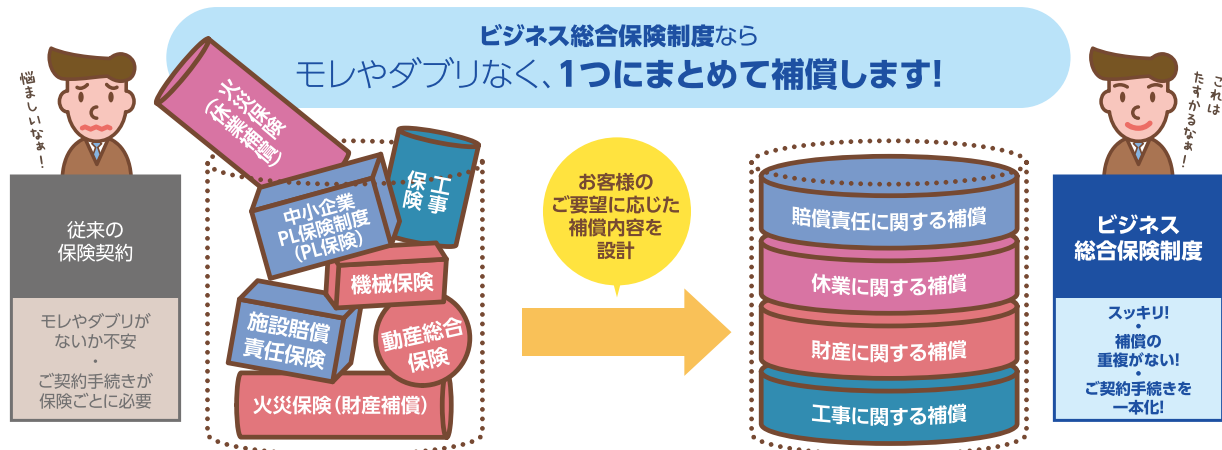 ビジネス総合保険制度なら
モレやダブりなく、1つにまとめて補償します!
悩ましいなぁ!
従来の
保険契約
モレやダブりが
ないか不安
・
ご契約手続きが
保険ごとに必要
火災保険
(休業補償)
工事
保険
中小企業
PL保険制度
(PL保険)
機械保険
施設賠償
責任保険
動産総合
保険
火災保険(財産補償)
お客様の
ご要望に応じた
補償内容を
設計
賠償責任に関する補償
休業に関する補償
財産に関する補償
工事に関する補償
これは
たすかるなぁ!
ビジネス
総合保険制度
スッキリ!
・
補償の
重複がない!
・
ご契約手続きを
一本化!